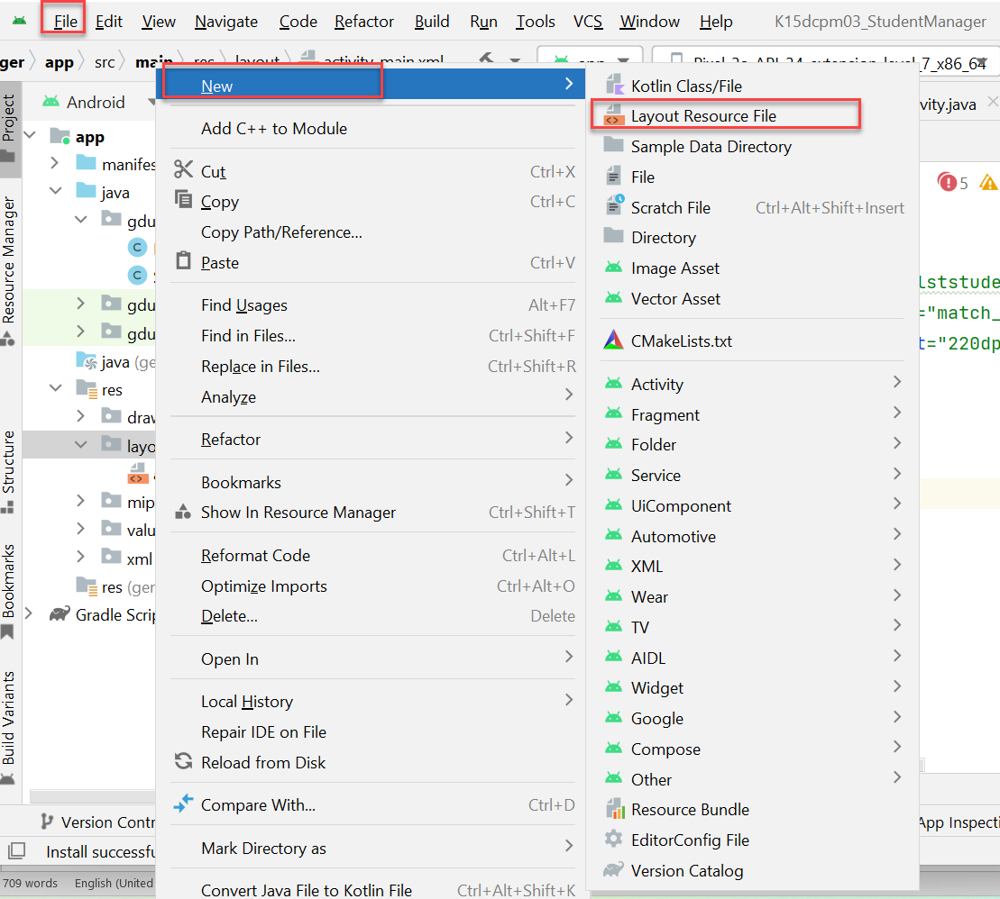 File Edit View Navigate Code Refactor Build Run Tools VCS Window Help K15dcpm03_StudentManager
ger app src main res layout activity_main.xml app Pixel_3a_API_34_extension_level_7_x86_64
Android
vity.java
Project
Resource Manager
Structure
Bookmarks
Build Variants
app
manifes
java
gdu
C
C
gdu
gdu
java (ge
res
draw
layo
mip
valu
xml
res (ger
Gradle Scrip
New
Add C++ to Module
Cut Ctrl+X
Copy Ctrl+C
Copy Path/Reference...
Paste Ctrl+V
Find Usages Alt+F7
Find in Files... Ctrl+Shift+F
Replace in Files... Ctrl+Shift+R
Analyze
Refactor
Bookmarks
Show In Resource Manager Ctrl+Shift+T
Reformat Code Ctrl+Alt+L
Optimize Imports Ctrl+Alt+O
Delete... Delete
Open In
Local History
Repair IDE on File
Reload from Disk
Compare With... Ctrl+D
Mark Directory as
Convert Java File to Kotlin File Ctrl+Alt+Shift+K
Kotlin Class/File
Layout Resource File
Sample Data Directory
File
Scratch File Ctrl+Alt+Shift+Insert
Directory
Image Asset
Vector Asset
CMakeLists.txt
Activity
Fragment
Folder
Service
UiComponent
Automotive
XML
Wear
TV
AIDL
Widget
Google
Compose
Other
Resource Bundle
EditorConfig File
Version Catalog
5
lststude
="match_
t="220dp
Version Contr
App Inspecti
Install successfu
709 words English (United